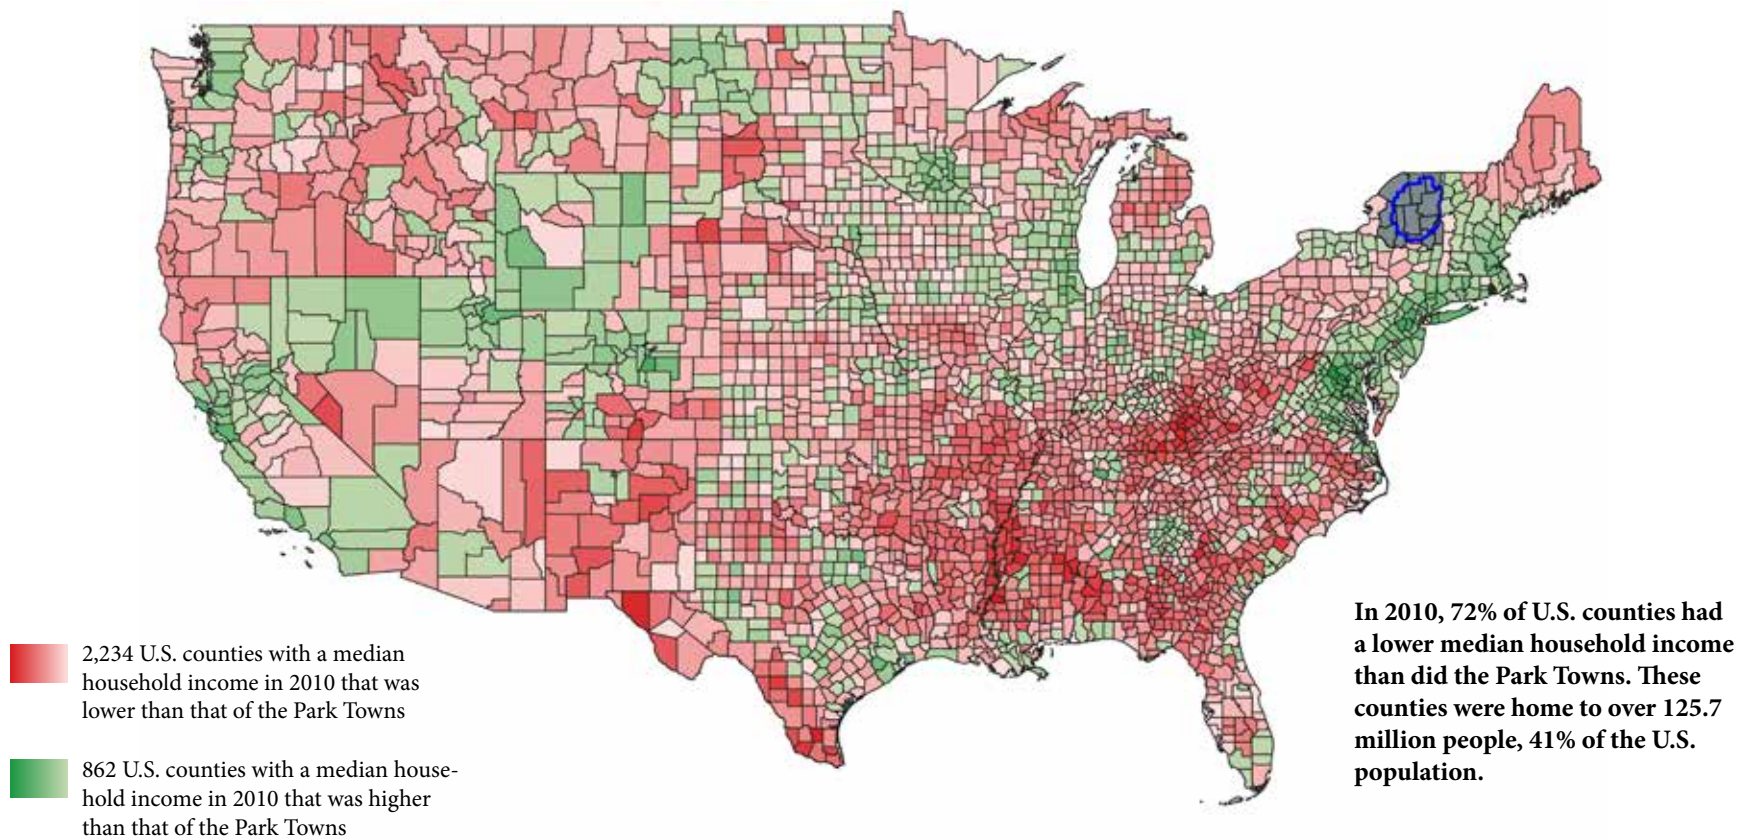 2,234 U.S. counties with a median
household income in 2010 that was
lower than that of the Park Towns
862 U.S. counties with a median house-
hold income in 2010 that was higher
than that of the Park Towns
In 2010, 72% of U.S. counties had
a lower median household income
than did the Park Towns. These
counties were home to over 125.7
million people, 41% of the U.S.
population.